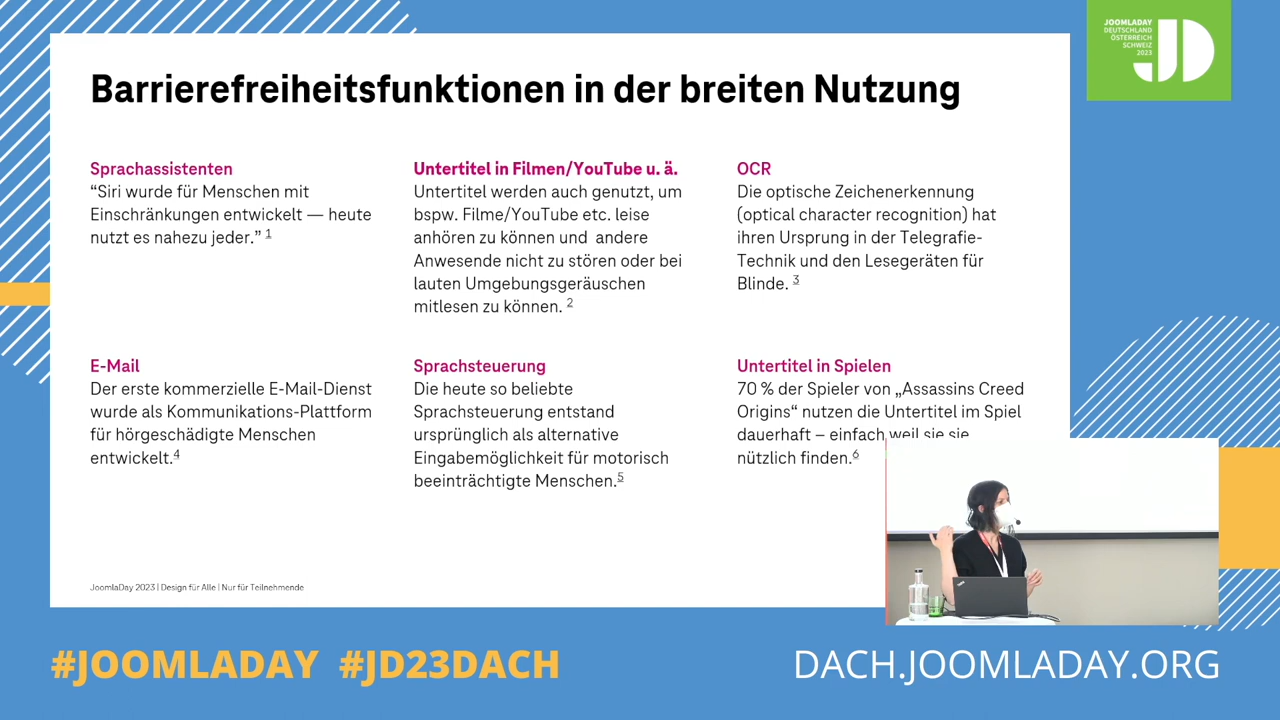 JOOMLADAY
DEUTSCHLAND
ÖSTERREICH
SCHWEIZ
2023
JD
Barrierefreiheitsfunktionen in der breiten Nutzung
Sprachassistenten
“Siri wurde für Menschen mit
Einschränkungen entwickelt — heute
nutzt es nahezu jeder.” 1
Untertitel in Filmen/YouTube u. ä.
Untertitel werden auch genutzt, um
bspw. Filme/YouTube etc. leise
anhören zu können und  andere
Anwesende nicht zu stören oder bei
lauten Umgebungsgeräuschen
mitlesen zu können. 2
OCR
Die optische Zeichenerkennung
(optical character recognition) hat
ihren Ursprung in der Telegrafie-
Technik und den Lesegeräten für
Blinde. 3
E-Mail
Der erste kommerzielle E-Mail-Dienst
wurde als Kommunikations-Plattform
für hörgeschädigte Menschen
entwickelt.4
Sprachsteuerung
Die heute so beliebte
Sprachsteuerung entstand
ursprünglich als alternative
Eingabemöglichkeit für motorisch
beeinträchtigte Menschen.5
Untertitel in Spielen
70 % der Spieler von „Assassins Creed
Origins“ nutzen die Untertitel im Spiel
dauerhaft – einfach weil sie sie
nützlich finden.6
JoomlaDay 2023 | Design für Alle | Nur für Teilnehmende
#JOOMLADAY #JD23DACH
DACH.JOOMLADAY.ORG